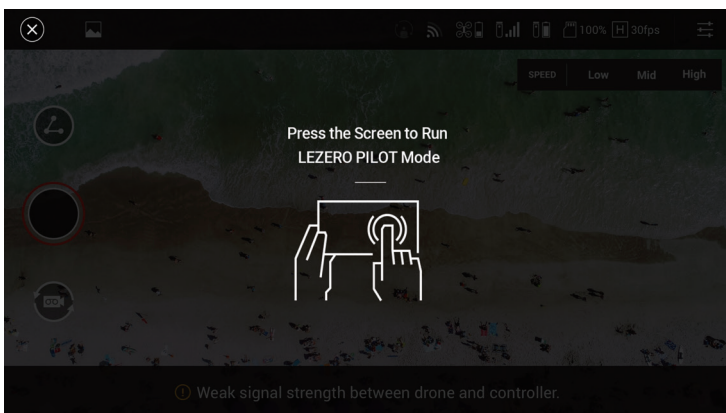 100% H 30fps
SPEED Low Mid High
Press the Screen to Run
LEZERO PILOT Mode
Weak signal strength between drone and controller.